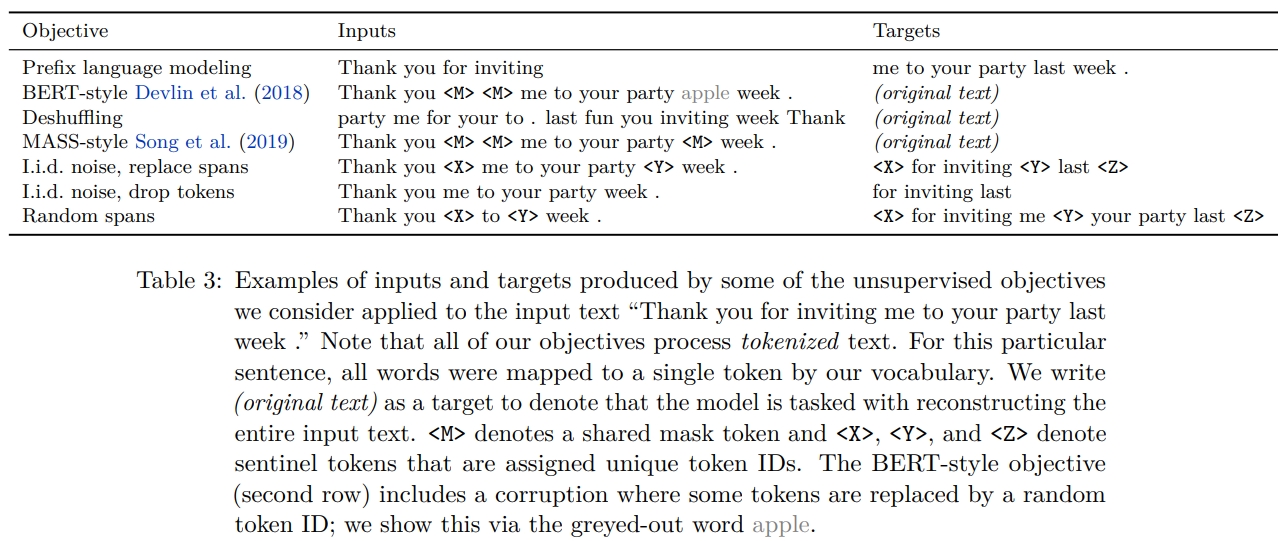 Objective Inputs Targets
Prefix language modeling Thank you for inviting me to your party last week .
BERT-style Devlin et al. (2018) Thank you <M> <M> me to your party apple week . (original text)
Deshuffling party me for your to . last fun you inviting week Thank (original text)
MASS-style Song et al. (2019) Thank you <M> <M> me to your party <M> week . (original text)
I.i.d. noise, replace spans Thank you <X> me to your party <Y> week . <X> for inviting <Y> last <Z>
I.i.d. noise, drop tokens Thank you me to your party week . for inviting last
Random spans Thank you <X> to <Y> week . <X> for inviting me <Y> your party last <Z>
Table 3: Examples of inputs and targets produced by some of the unsupervised objectives
we consider applied to the input text “Thank you for inviting me to your party last
week .” Note that all of our objectives process tokenized text. For this particular
sentence, all words were mapped to a single token by our vocabulary. We write
(original text) as a target to denote that the model is tasked with reconstructing the
entire input text. <M> denotes a shared mask token and <X>, <Y>, and <Z> denote
sentinel tokens that are assigned unique token IDs. The BERT-style objective
(second row) includes a corruption where some tokens are replaced by a random
token ID; we show this via the greyed-out word apple.